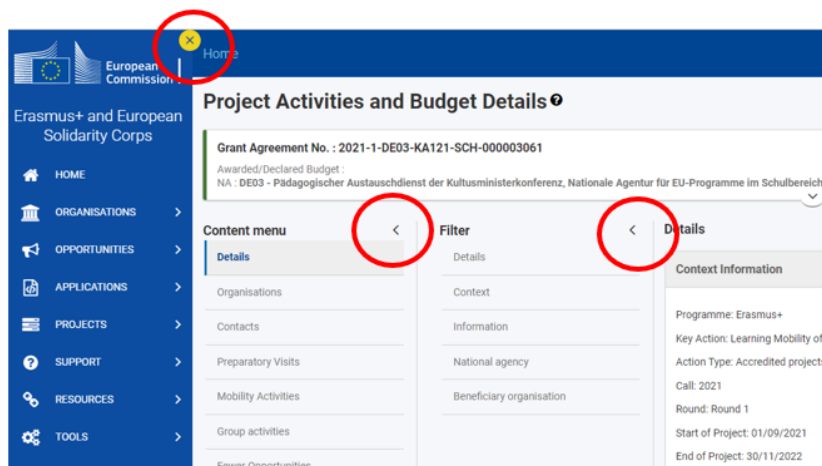 European
Commission
Home
Erasmus+ and European
Solidarity Corps
HOME
ORGANISATIONS
OPPORTUNITIES
APPLICATIONS
PROJECTS
SUPPORT
RESOURCES
TOOLS
Project Activities and Budget Details
Grant Agreement No. : 2021-1-DE03-KA121-SCH-000003061
Awarded/Declared Budget :
NA : DE03 - Pädagogischer Austauschdienst der Kultusministerkonferenz, Nationale Agentur für EU-Programme im Schulbereich
Content menu
Details
Organisations
Contacts
Preparatory Visits
Mobility Activities
Group activities
Fewer Opportunities
Filter
Details
Context
Information
National agency
Beneficiary organisation
Details
Context Information
Programme: Erasmus+
Key Action: Learning Mobility of
Action Type: Accredited projects
Call: 2021
Round: Round 1
Start of Project: 01/09/2021
End of Project: 30/11/2022